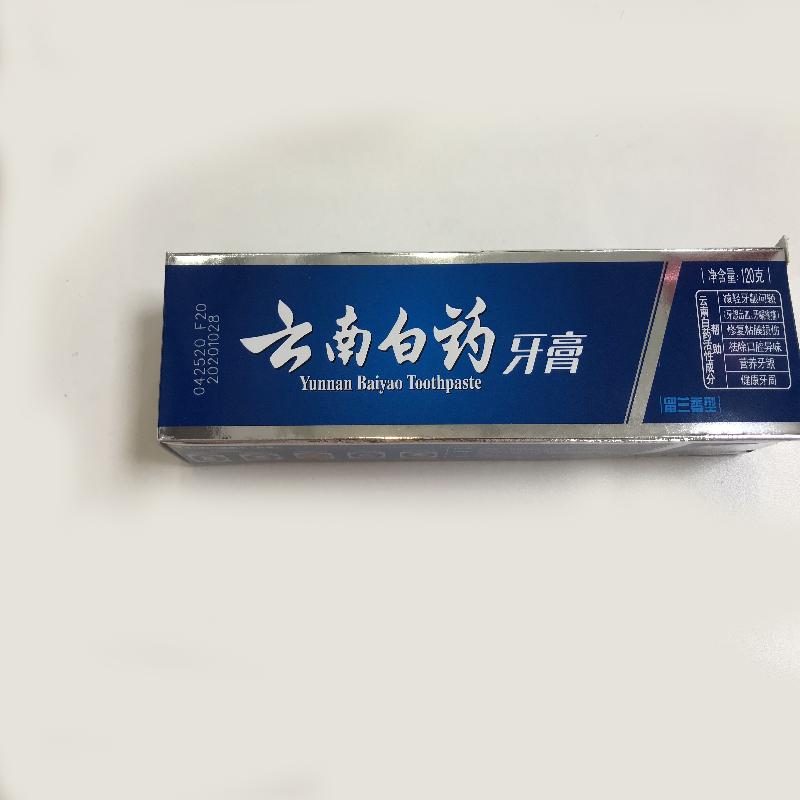 042520 F20
20201028
云南白药牙膏
Yunnan Baiyao Toothpaste
净含量:120克
云南白药活性成分
帮助
减轻牙龈问题
修复粘膜损伤
祛除口腔异味
营养牙龈
健康牙周
留兰香型